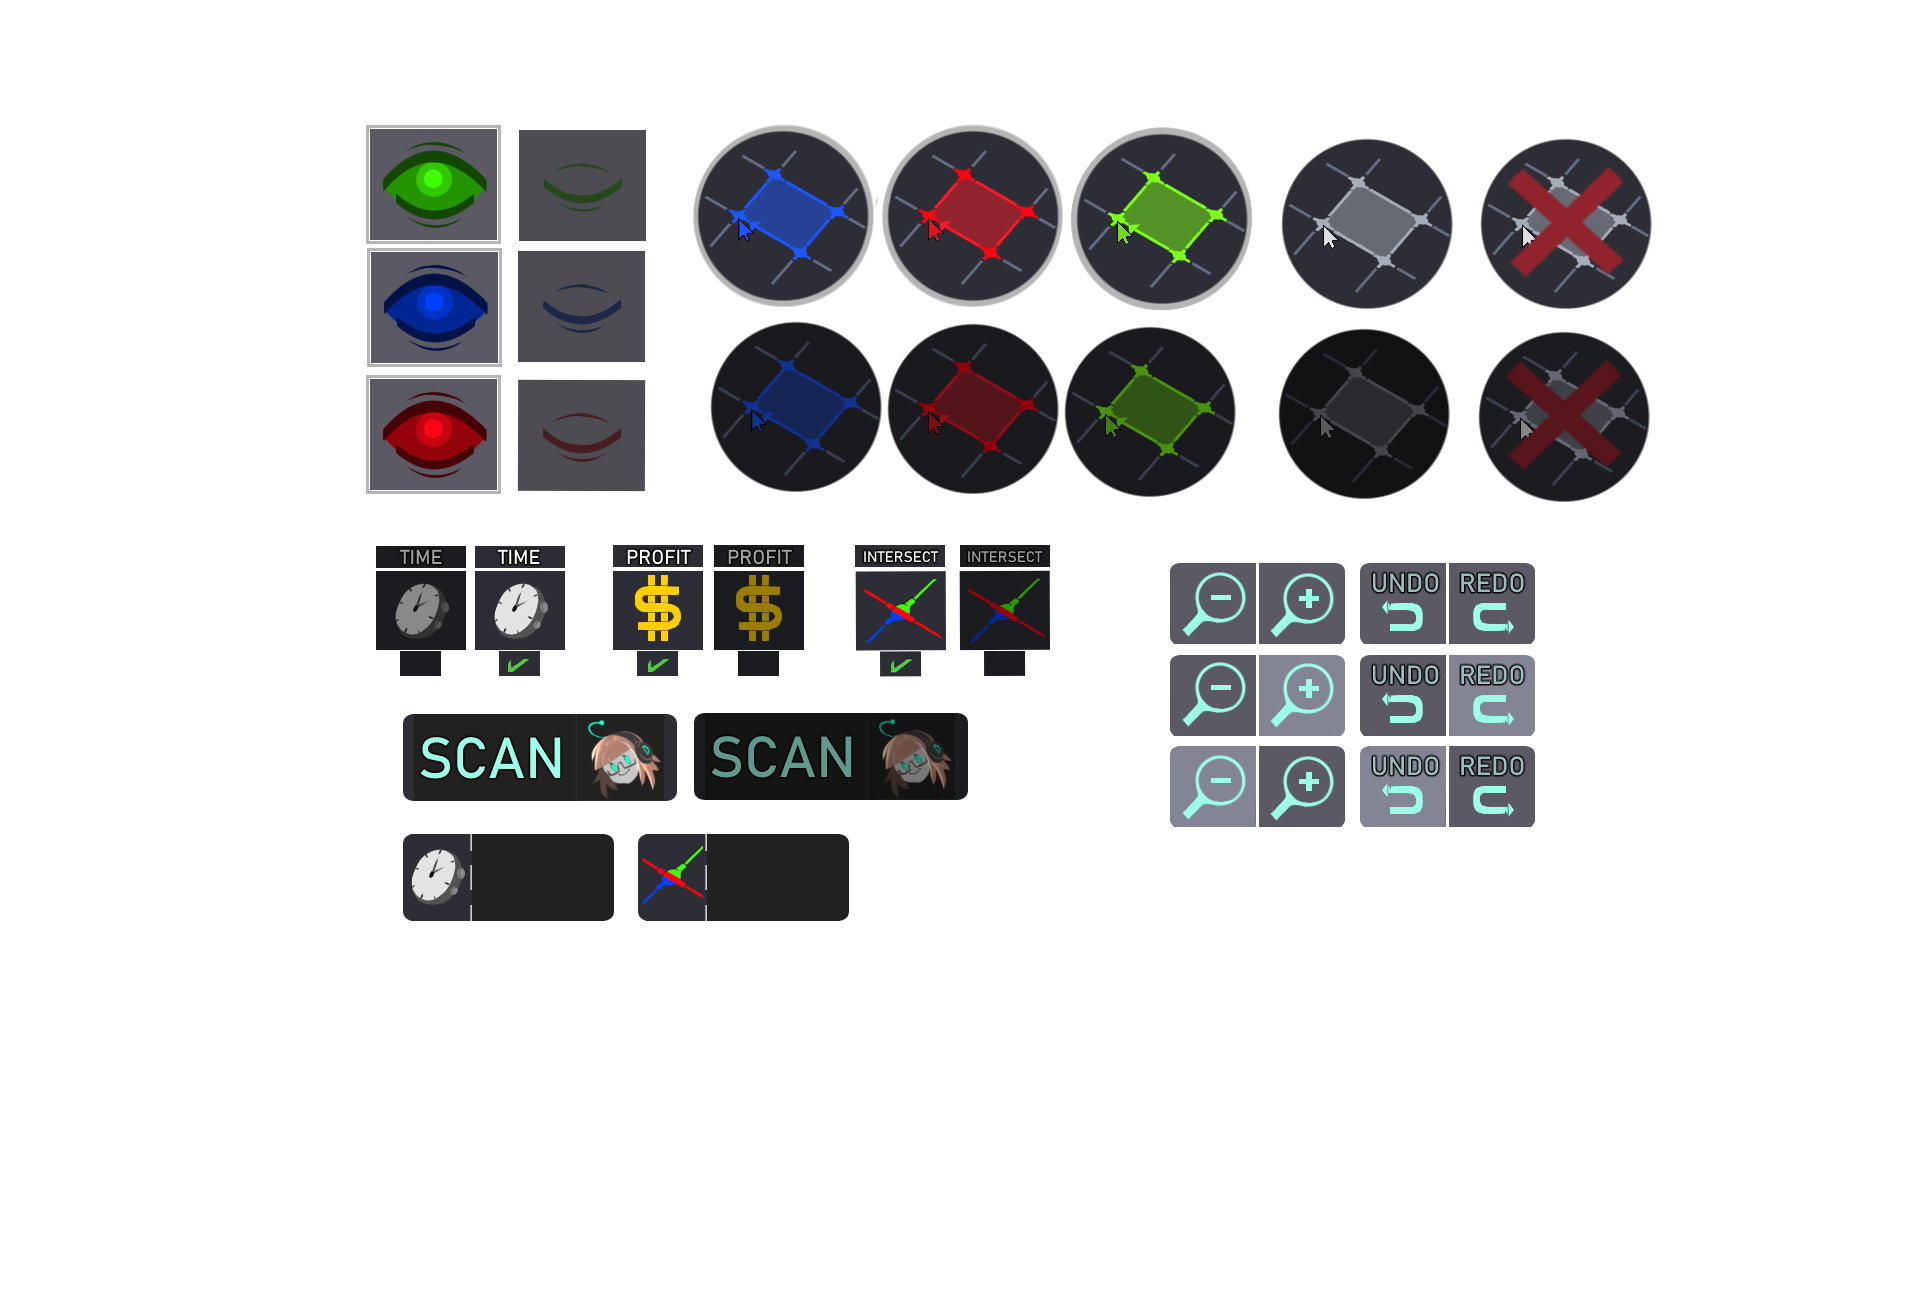 TIME
TIME
PROFIT
PROFIT
INTERSECT
INTERSECT
UNDO
REDO
UNDO
REDO
SCAN
SCAN
UNDO
REDO